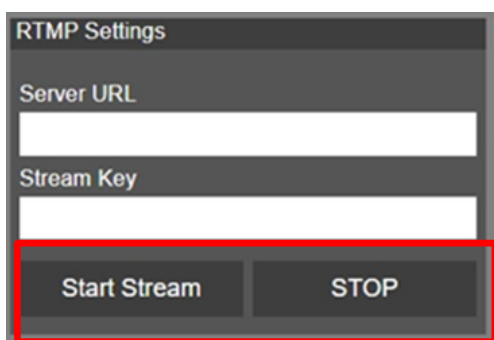 RTMP Settings
Server URL
Stream Key
Start Stream STOP